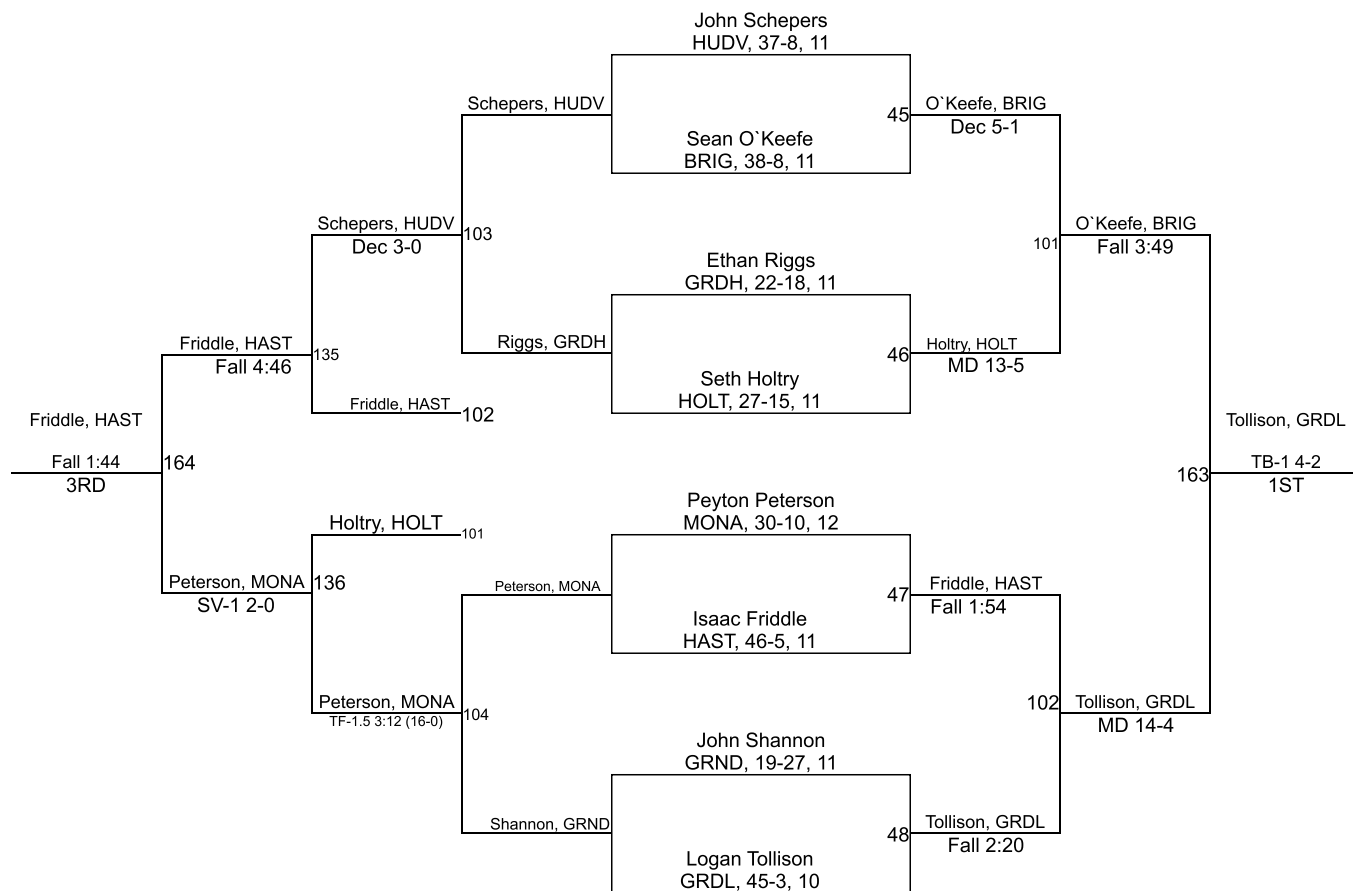 John Schepers
HUDV, 37-8, 11
Schepers, HUDV
45
O`Keefe, BRIG
Dec 5-1
Sean O`Keefe
BRIG, 38-8, 11
Schepers, HUDV
Dec 3-0
103
101
O`Keefe, BRIG
Fall 3:49
Ethan Riggs
GRDH, 22-18, 11
Riggs, GRDH
46
Holtry, HOLT
MD 13-5
Friddle, HAST
Fall 4:46
135
Seth Holtry
HOLT, 27-15, 11
Friddle, HAST
102
Friddle, HAST
Fall 1:44
3RD
164
Tollison, GRDL
163
TB-1 4-2
1ST
Peyton Peterson
MONA, 30-10, 12
Holtry, HOLT
101
Peterson, MONA
SV-1 2-0
136
Peterson, MONA
47
Friddle, HAST
Fall 1:54
Isaac Friddle
HAST, 46-5, 11
Peterson, MONA
TF-1.5 3:12 (16-0)
104
102
Tollison, GRDL
MD 14-4
John Shannon
GRND, 19-27, 11
Shannon, GRND
48
Tollison, GRDL
Fall 2:20
Logan Tollison
GRDL, 45-3, 10